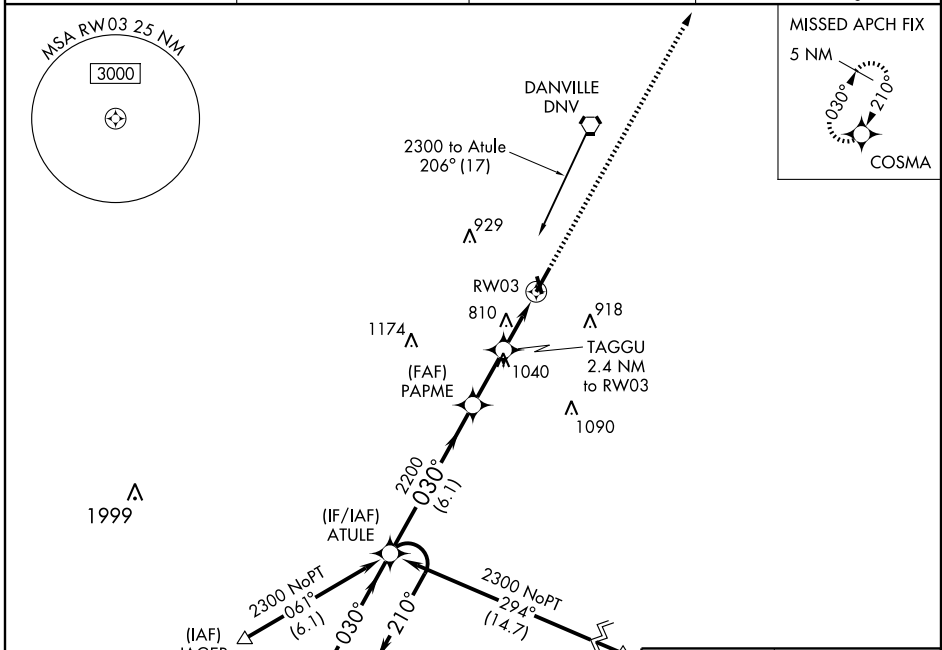 MSA RW03 25 NM
3000
MISSED APCH FIX
5 NM
030°
210°
COSMA
DANVILLE
DNV
2300 to Atule
206° (17)
929
RW03
810
918
1174
TAGGU
2.4 NM
to RW03
1040
(FAF)
PAPME
1090
2200
030°
(6.1)
1999
(IF/IAF)
ATULE
2300 NoPT
061°
(6.1)
030°
210°
2300 NoPT
294°
(14.7)
(IAF)